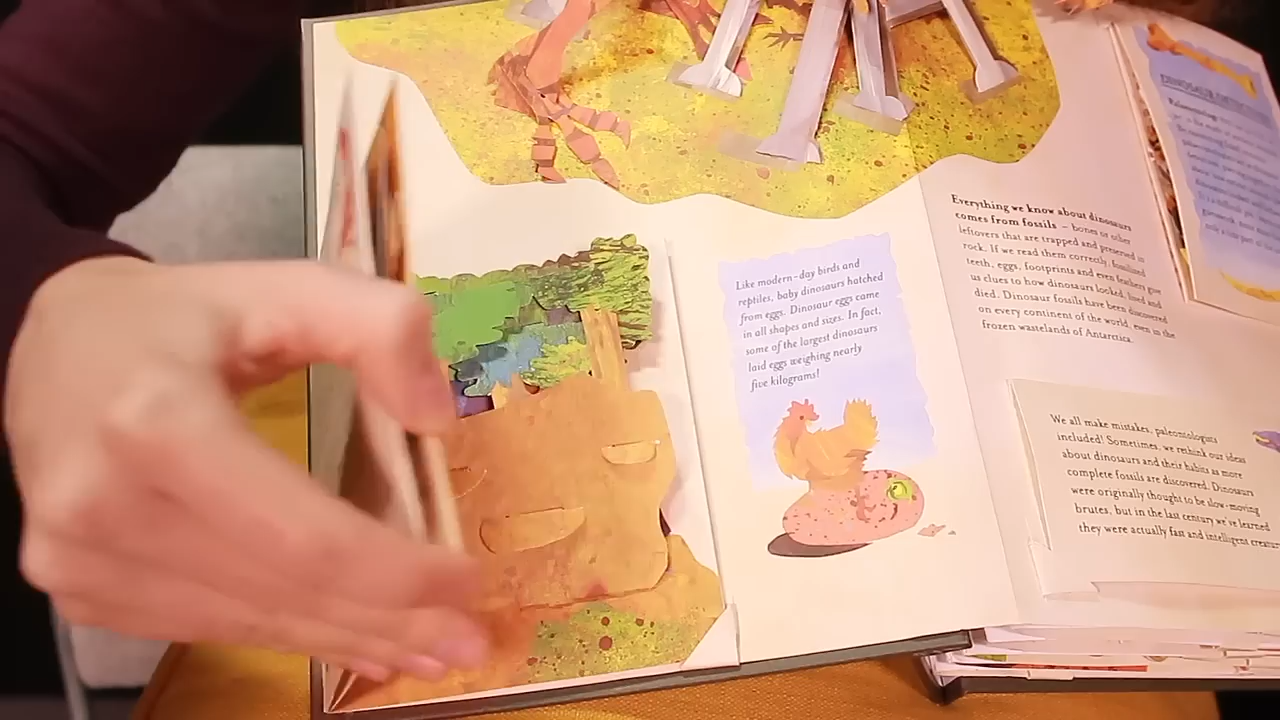 Like modern-day birds and
reptiles, baby dinosaurs hatched
from eggs. Dinosaur eggs came
in all shapes and sizes. In fact,
some of the largest dinosaurs
laid eggs weighing nearly
five kilograms!
Everything we know about dinosaurs
comes from fossils – bones or other
leftovers that are trapped and preserved in
rock. If we read them correctly, fossilised
teeth, eggs, footprints and even feathers give
us clues to how dinosaurs looked, lived and
died. Dinosaur fossils have been discovered
on every continent of the world, even in the
frozen wastelands of Antarctica.
We all make mistakes, paleontologists
included! Sometimes, we rethink our ideas
about dinosaurs and their habits as more
complete fossils are discovered. Dinosaurs
were originally thought to be slow-moving
brutes, but in the last century we've learned
they were actually fast and intelligent
DINOSAUR